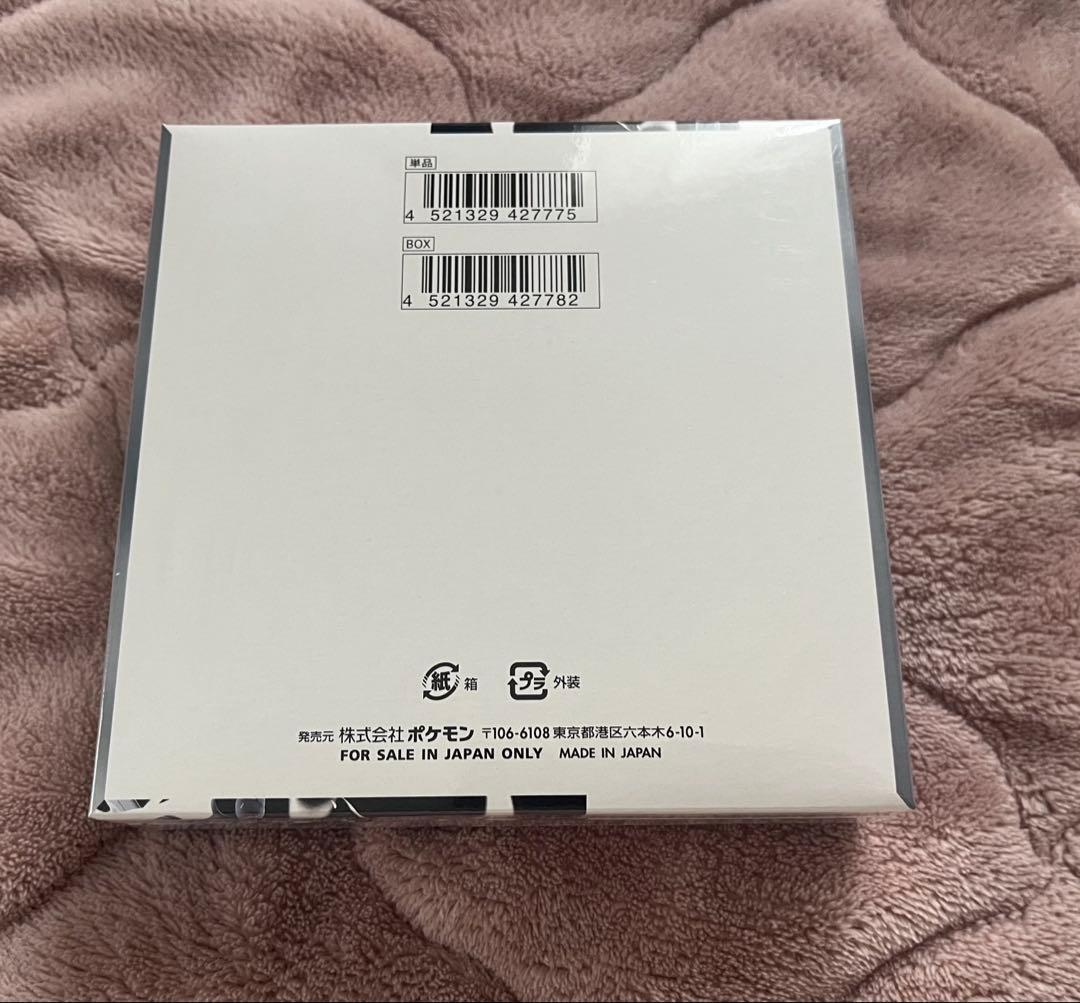 単品
4 521329 427775
BOX
4 521329 427782
紙 箱 プラ 外装
発売元 株式会社ポケモン 〒106-6108 東京都港区六本木6-10-1
FOR SALE IN JAPAN ONLY MADE IN JAPAN